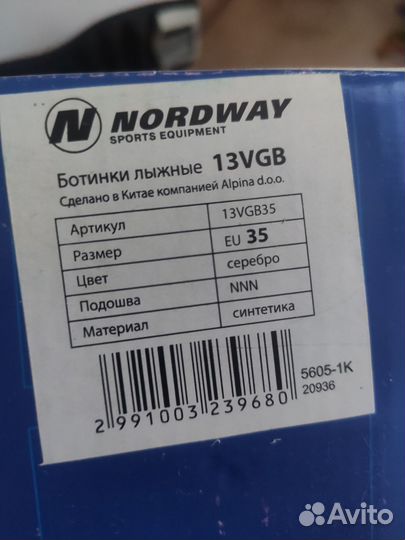 NORDWAY
SPORTS EQUIPMENT
Ботинки лыжные 13VGB
Сделано в Китае компанией Alpina d.o.o.
Артикул 13VGB35
Размер EU 35
Цвет серебро
Подошва NNN
Материал синтетика
5605-1K
20936
2 991003 239680
Avito